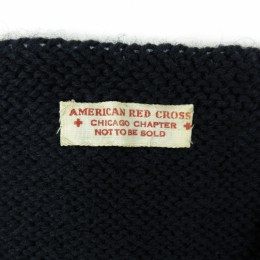 AMERICAN RED CROSS
+ CHICAGO CHAPTER +
NOT TO BE SOLD